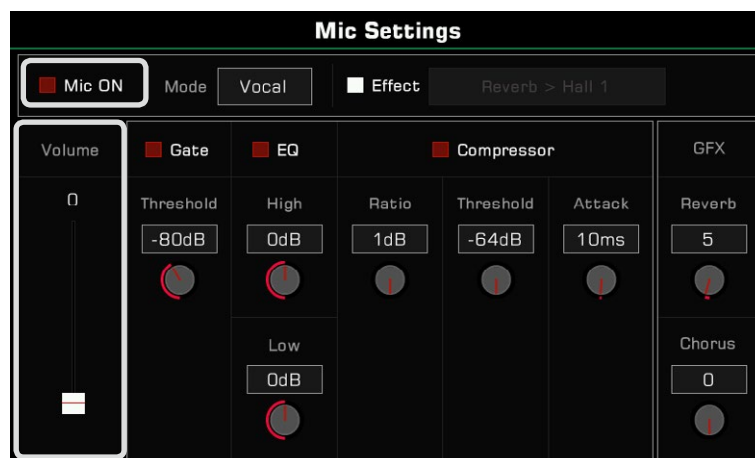 Mic Settings
Mic ON
Mode
Vocal
Effect
Reverb > Hall 1
Volume
0
Gate
Threshold
-80dB
EQ
High
0dB
Low
0dB
Compressor
Ratio
1dB
Threshold
-64dB
Attack
10ms
GFX
Reverb
5
Chorus
0